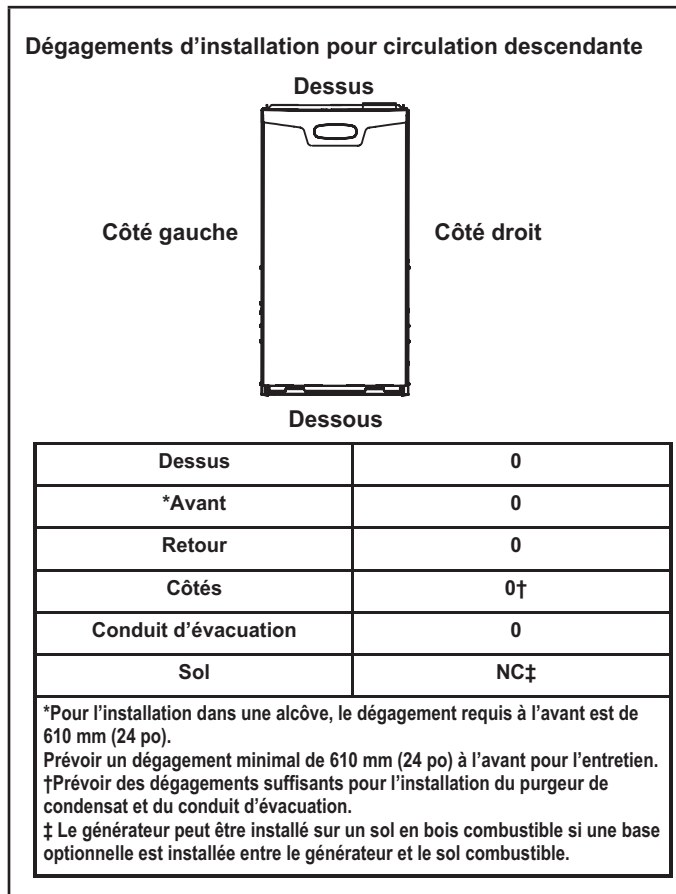 Dégagements d’installation pour circulation descendante
Dessus
Côté gauche
Côté droit
Dessous
Dessus 0
*Avant 0
Retour 0
Côtés 0†
Conduit d’évacuation 0
Sol NC‡
*Pour l’installation dans une alcôve, le dégagement requis à l’avant est de
610 mm (24 po).
Prévoir un dégagement minimal de 610 mm (24 po) à l’avant pour l’entretien.
†Prévoir des dégagements suffisants pour l’installation du purgeur de
condensat et du conduit d’évacuation.
‡ Le générateur peut être installé sur un sol en bois combustible si une base
optionnelle est installée entre le générateur et le sol combustible.